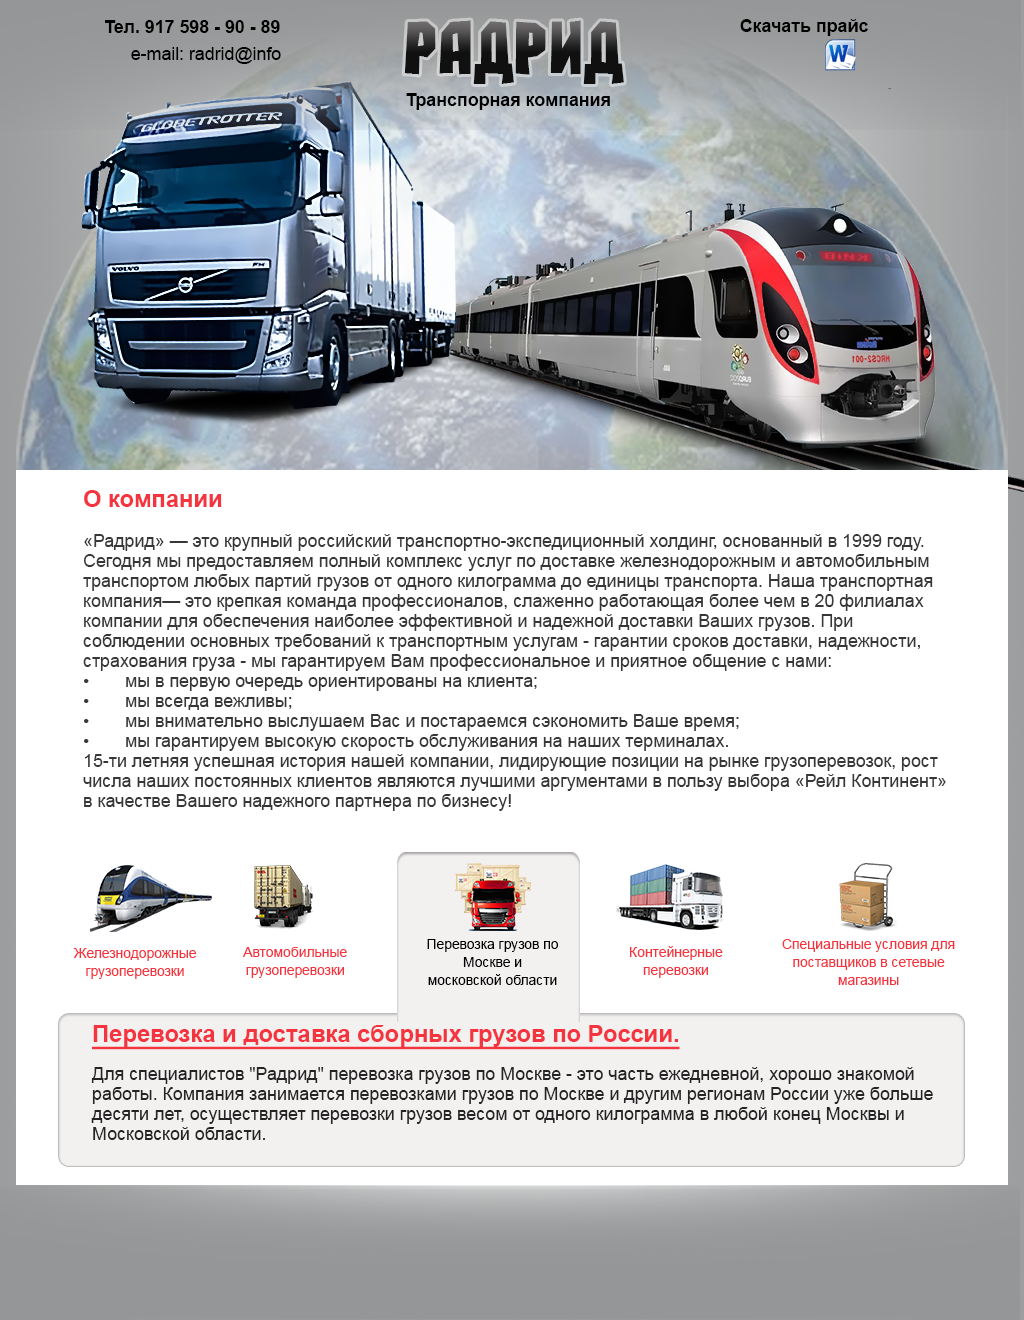 Тел. 917 598 - 90 - 89
e-mail: radrid@info
РАДРИД
Транспорная компания
Скачать прайс
W
GLOBETROTTER
VOLVO
FH
HRCS2-001
О компании
«Радрид» — это крупный российский транспортно-экспедиционный холдинг, основанный в 1999 году.
Сегодня мы предоставляем полный комплекс услуг по доставке железнодорожным и автомобильным
транспортом любых партий грузов от одного килограмма до единицы транспорта. Наша транспортная
компания— это крепкая команда профессионалов, слаженно работающая более чем в 20 филиалах
компании для обеспечения наиболее эффективной и надежной доставки Ваших грузов. При
соблюдении основных требований к транспортным услугам - гарантии сроков доставки, надежности,
страхования груза - мы гарантируем Вам профессиональное и приятное общение с нами:
• мы в первую очередь ориентированы на клиента;
• мы всегда вежливы;
• мы внимательно выслушаем Вас и постараемся сэкономить Ваше время;
• мы гарантируем высокую скорость обслуживания на наших терминалах.
15-ти летняя успешная история нашей компании, лидирующие позиции на рынке грузоперевозок, рост
числа наших постоянных клиентов являются лучшими аргументами в пользу выбора «Рейл Континент»
в качестве Вашего надежного партнера по бизнесу!
Железнодорожные
грузоперевозки
Автомобильные
грузоперевозки
Перевозка грузов по
Москве и
московской области
Контейнерные
перевозки
Специальные условия для
поставщиков в сетевые
магазины
Перевозка и доставка сборных грузов по России.
Для специалистов "Радрид" перевозка грузов по Москве - это часть ежедневной, хорошо знакомой
работы. Компания занимается перевозками грузов по Москве и другим регионам России уже больше
десяти лет, осуществляет перевозки грузов весом от одного килограмма в любой конец Москвы и
Московской области.